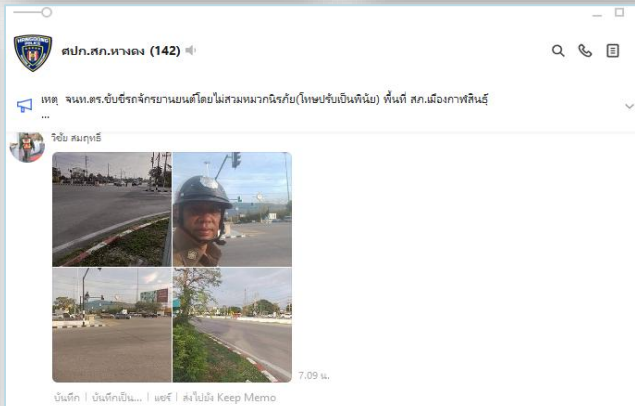 HANGDONG
POLICE
ศปก.สภ.หางดง (142)
เหตุ จนท.ตร.ขับขี่รถจักรยานยนต์โดยไม่สวมหมวกนิรภัย(โทษปรับเป็นพินัย) พื้นที่ สภ.เมืองกาฬสินธุ์
...
วิชัย สมฤทธิ์
7.09 น.
บันทึก | บันทึกเป็น... | แชร์ | ส่งไปยัง Keep Memo